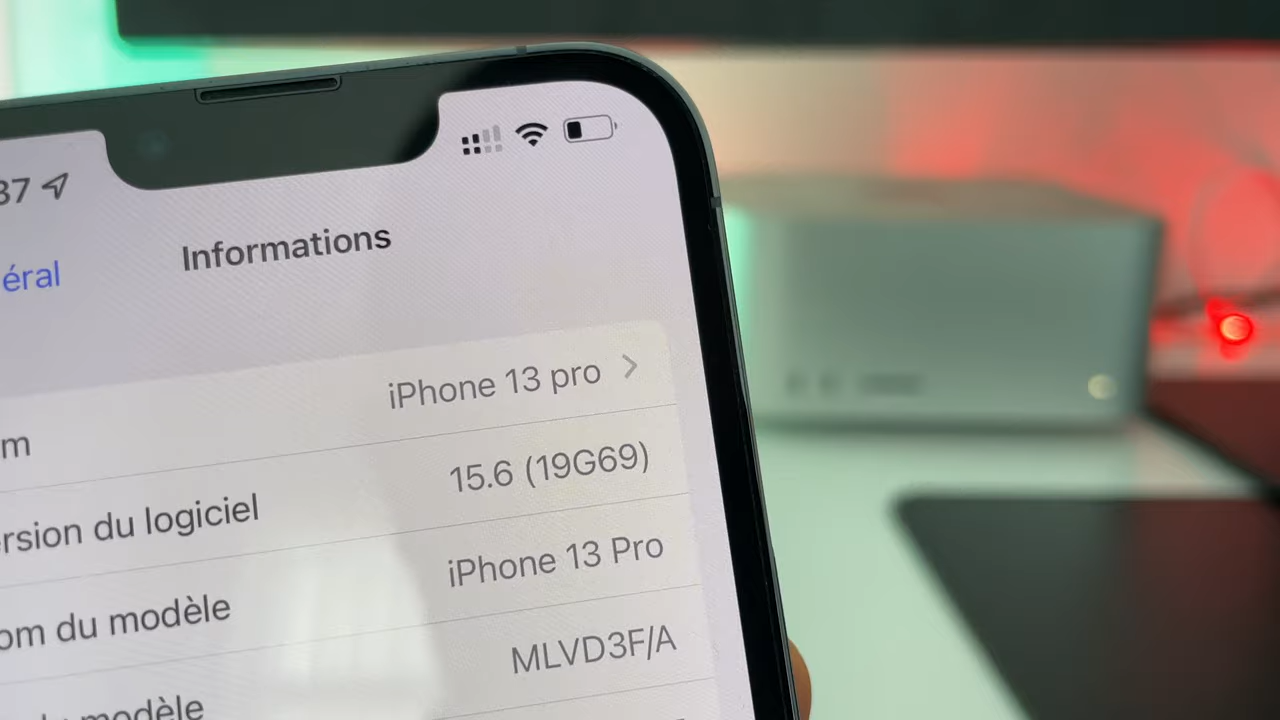 37
Informations
éral
iPhone 13 pro
m
15.6 (19G69)
ersion du logiciel
iPhone 13 Pro
om du modèle
MLVD3F/A
modèle